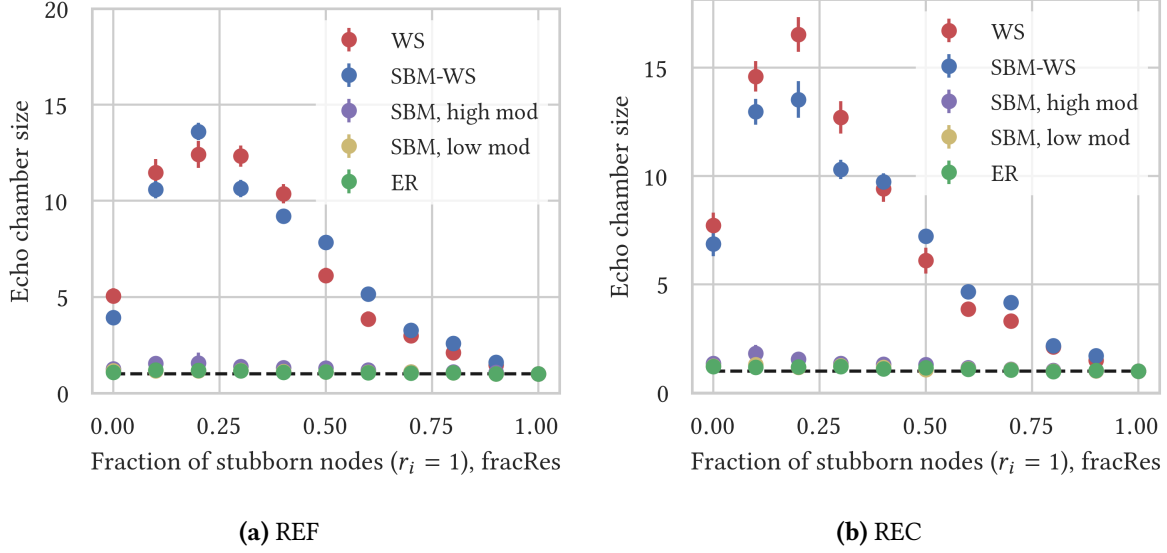 20
15
10
5
0
Echo chamber size
WS
SBM-WS
SBM, high mod
SBM, low mod
ER
0.00 0.25 0.50 0.75 1.00
Fraction of stubborn nodes (rᵢ = 1), fracRes
(a) REF
15
10
5
0
Echo chamber size
WS
SBM-WS
SBM, high mod
SBM, low mod
ER
0.00 0.25 0.50 0.75 1.00
Fraction of stubborn nodes (rᵢ = 1), fracRes
(b) REC